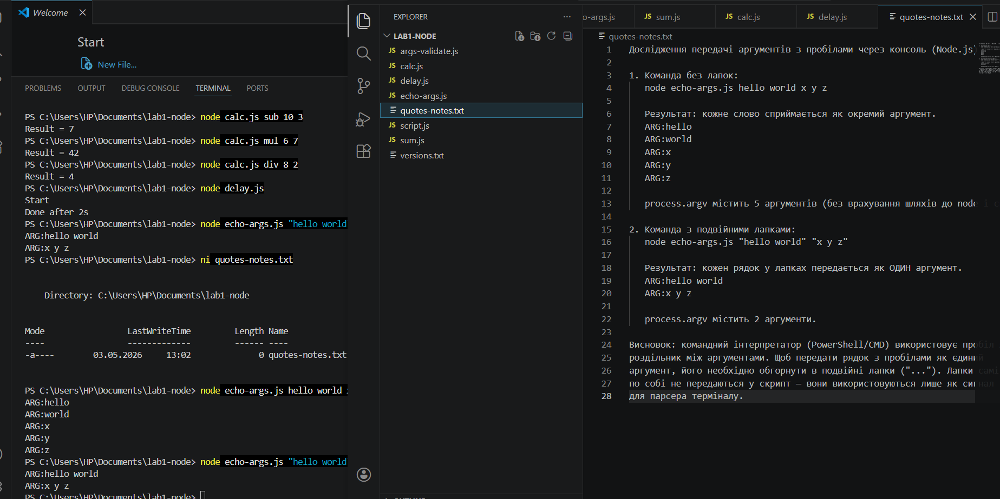 Welcome
Start
New File...
PROBLEMS OUTPUT DEBUG CONSOLE TERMINAL PORTS
PS C:\Users\HP\Documents\lab1-node> node calc.js sub 10 3
Result = 7
PS C:\Users\HP\Documents\lab1-node> node calc.js mul 6 7
Result = 42
PS C:\Users\HP\Documents\lab1-node> node calc.js div 8 2
Result = 4
PS C:\Users\HP\Documents\lab1-node> node delay.js
Start
Done after 2s
PS C:\Users\HP\Documents\lab1-node> node echo-args.js "hello world
ARG:hello world
ARG:x y z
PS C:\Users\HP\Documents\lab1-node> ni quotes-notes.txt
Directory: C:\Users\HP\Documents\lab1-node
Mode LastWriteTime Length Name
---- ------------- ------ ----
-a---- 03.05.2026 13:02 0 quotes-notes.txt
PS C:\Users\HP\Documents\lab1-node> node echo-args.js hello world
ARG:hello
ARG:world
ARG:x
ARG:y
ARG:z
PS C:\Users\HP\Documents\lab1-node> node echo-args.js "hello world
ARG:hello world
ARG:x y z
PS C:\Users\HP\Documents\lab1-node>
EXPLORER
LAB1-NODE
JS args-validate.js
JS calc.js
JS delay.js
JS echo-args.js
quotes-notes.txt
JS script.js
JS sum.js
versions.txt
o-args.js JS sum.js JS calc.js JS delay.js quotes-notes.txt
quotes-notes.txt
1 Дослідження передачі аргументів з пробілами через консоль (Node.js)
2
3 1. Команда без лапок:
4 node echo-args.js hello world x y z
5
6 Результат: кожне слово сприймається як окремий аргумент.
7 ARG:hello
8 ARG:world
9 ARG:x
10 ARG:y
11 ARG:z
12
13 process.argv містить 5 аргументів (без врахування шляхів до node і с
14
15 2. Команда з подвійними лапками:
16 node echo-args.js "hello world" "x y z"
17
18 Результат: кожен рядок у лапках передається як ОДИН аргумент.
19 ARG:hello world
20 ARG:x y z
21
22 process.argv містить 2 аргументи.
23
24 Висновок: командний інтерпретатор (PowerShell/CMD) використовує пробіл
25 роздільник між аргументами. Щоб передати рядок з пробілами як єдиний
26 аргумент, його необхідно обгорнути в подвійні лапки ("..."). Лапки самі
27 по собі не передаються у скрипт — вони використовуються лише як сигнал
28 для парсера терміналу.